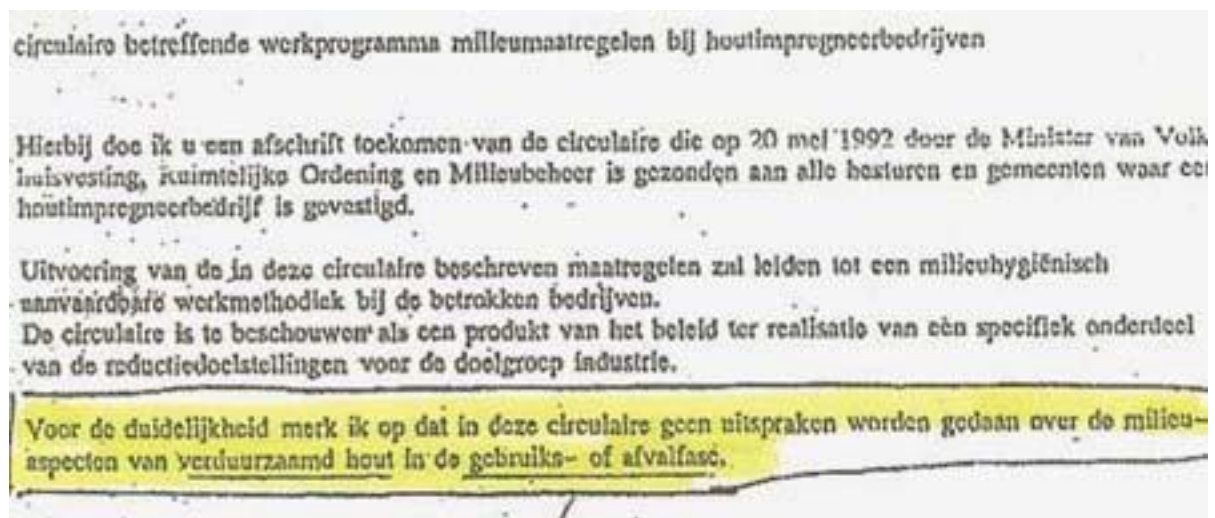 circulaire betreffende werkprogramma milieumaatregelen bij houtimpregneerbedrijven
Hierbij doe ik u een afschrift toekomen van de circulaire die op 20 mei 1992 door de Minister van Volk
huisvesting, Ruimtelijke Ordening en Milieubeheer is gezonden aan alle besturen en gemeenten waar een
houtimpregneerbedrijf is gevestigd.
Uitvoering van de in deze circulaire beschreven maatregelen zal leiden tot een milieuhygiënisch
aanvaardbare werkmethodiek bij de betrokken bedrijven.
De circulaire is te beschouwen als een produkt van het beleid ter realisatie van een specifiek onderdeel
van de reductiedoelstellingen voor de doelgroep industrie.
Voor de duidelijkheid merk ik op dat in deze circulaire geen uitspraken worden gedaan over de milieu-
aspecten van verduurzaamd hout in de gebruiks- of afvalfase.